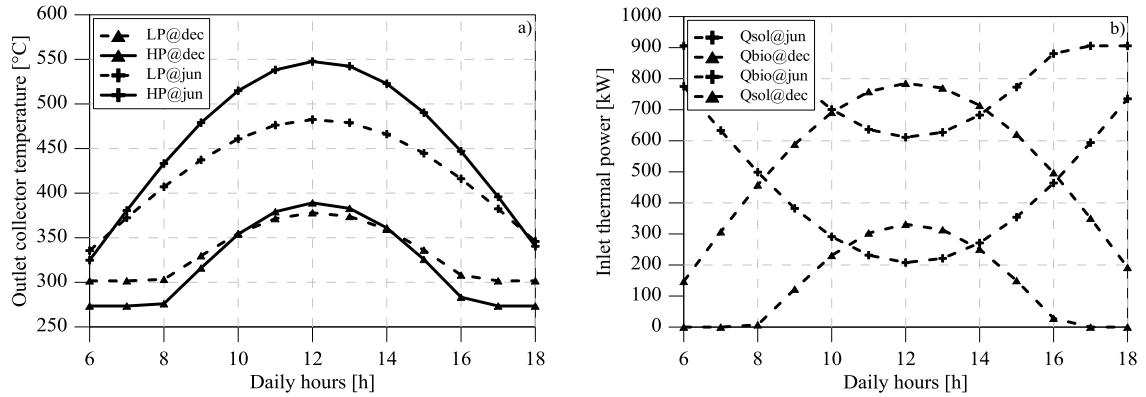 a)
LP@dec
HP@dec
LP@jun
HP@jun
Outlet collector temperature [°C]
600
550
500
450
400
350
300
250
6
8
10
12
14
16
18
Daily hours [h]
b)
Qsol@jun
Qbio@dec
Qbio@jun
Qsol@dec
Inlet thermal power [kW]
1000
900
800
700
600
500
400
300
200
100
0
6
8
10
12
14
16
18
Daily hours [h]